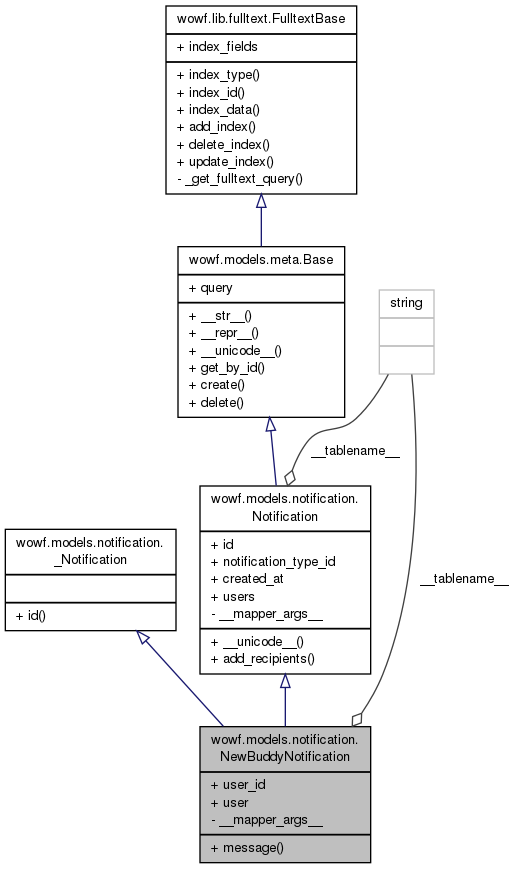 wowf.lib.fulltext.FulltextBase
+ index_fields
+ index_type()
+ index_id()
+ index_data()
+ add_index()
+ delete_index()
+ update_index()
- _get_fulltext_query()
wowf.models.meta.Base
+ query
+ __str__()
+ __repr__()
+ __unicode__()
+ get_by_id()
+ create()
+ delete()
string
__tablename__
wowf.models.notification.
Notification
+ id
+ notification_type_id
+ created_at
+ users
- __mapper_args__
+ __unicode__()
+ add_recipients()
wowf.models.notification.
_Notification
+ id()
__tablename__
wowf.models.notification.
NewBuddyNotification
+ user_id
+ user
- __mapper_args__
+ message()